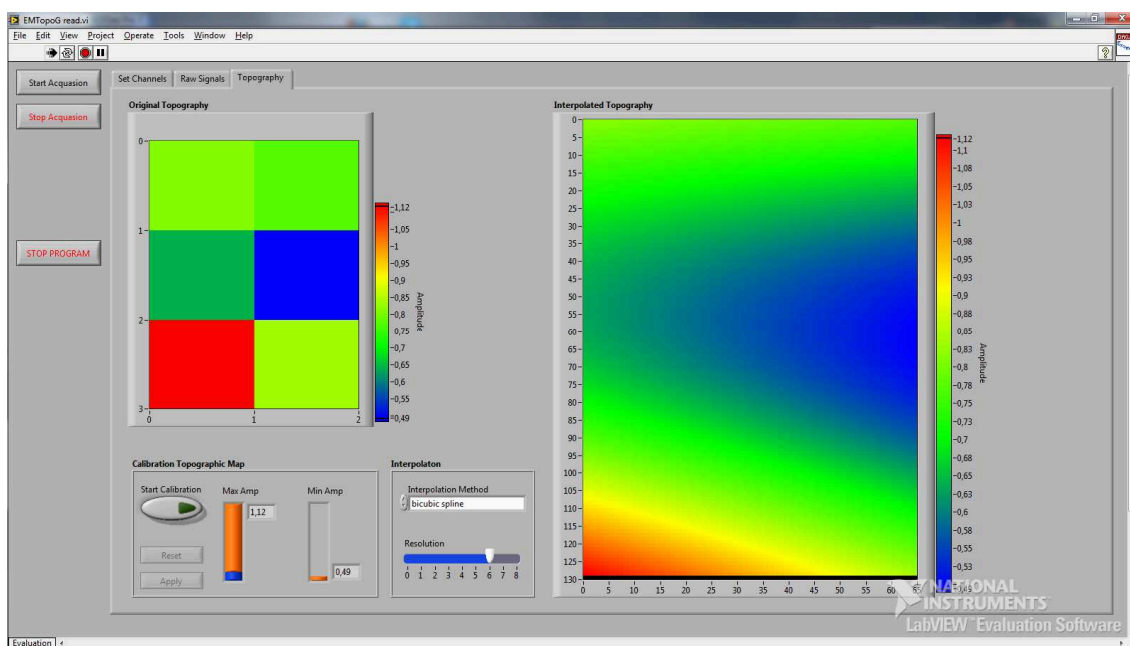 EMTopoG read.vi
File Edit View Project Operate Tools Window Help
Start Acquasion
Stop Acquasion
STOP PROGRAM
Set Channels Raw Signals Topography
Original Topography
0
1
2
3
0 1 2
1,12
1,05
1
0,95
0,9
0,85
0,8
0,75
0,7
0,65
0,6
0,55
0,49
Amplitude
Calibration Topographic Map
Start Calibration
Reset
Apply
Max Amp
1,12
Min Amp
0,49
Interpolaton
Interpolation Method
bicubic spline
Resolution
0 1 2 3 4 5 6 7 8
Interpolated Topography
0
5
10
15
20
25
30
35
40
45
50
55
60
65
70
75
80
85
90
95
100
105
110
115
120
125
130
0 5 10 15 20 25 30 35 40 45 50 55 60 65
1,12
1,1
1,08
1,05
1,03
1
0,98
0,95
0,93
0,9
0,88
0,85
0,83
0,8
0,78
0,75
0,73
0,7
0,68
0,65
0,63
0,6
0,58
0,55
0,53
0,49
Amplitude
NATIONAL
INSTRUMENTS
LabVIEW™ Evaluation Software
Evaluation